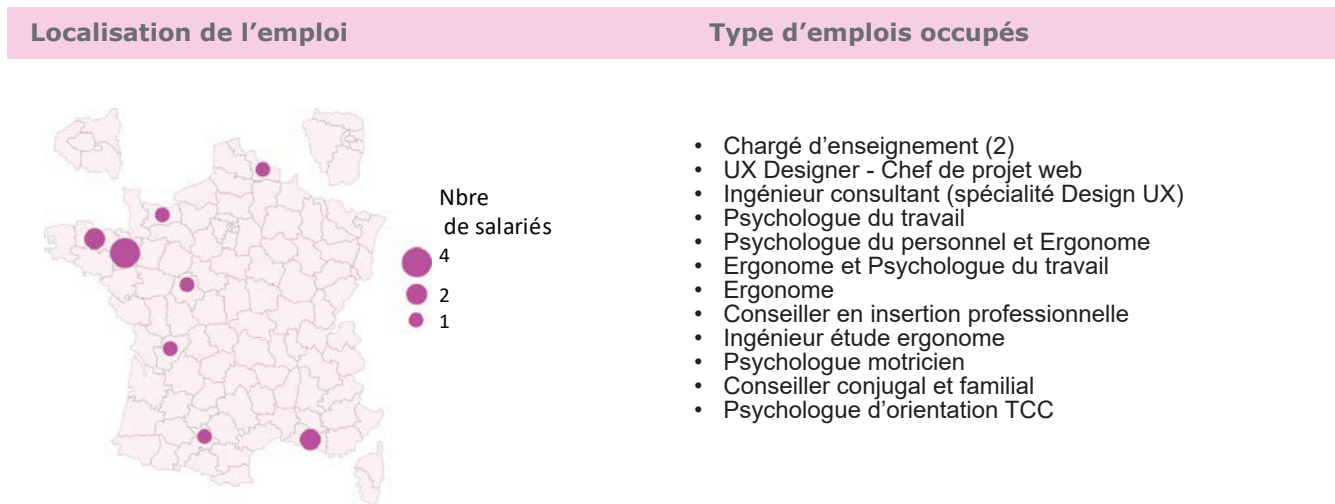 Localisation de l’emploi
Type d’emplois occupés
Nbre
de salariés
4
2
1
• Chargé d’enseignement (2)
• UX Designer - Chef de projet web
• Ingénieur consultant (spécialité Design UX)
• Psychologue du travail
• Psychologue du personnel et Ergonome
• Ergonome et Psychologue du travail
• Ergonome
• Conseiller en insertion professionnelle
• Ingénieur étude ergonome
• Psychologue motricien
• Conseiller conjugal et familial
• Psychologue d’orientation TCC